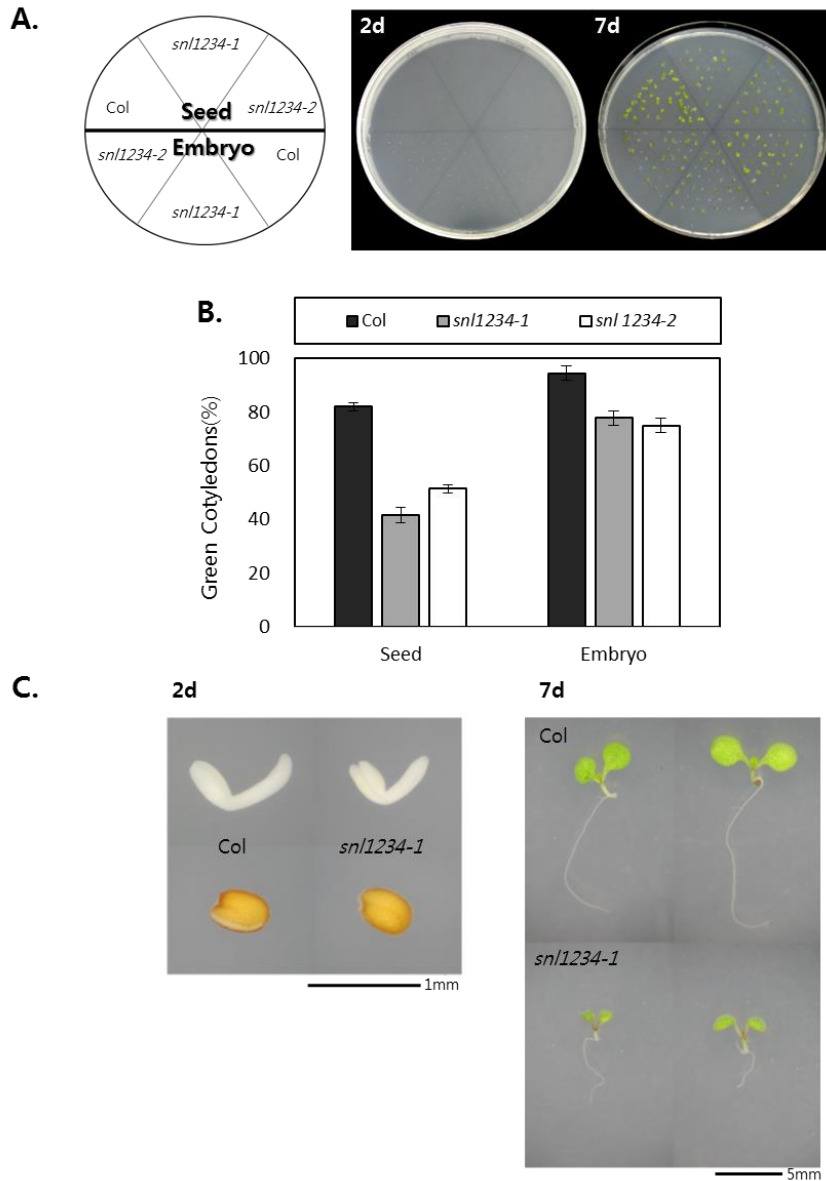 A.
snl1234-1
Col
Seed
snl1234-2
snl1234-2
Embryo
Col
snl1234-1
2d
7d
B.
Col
snl1234-1
snl 1234-2
Green Cotyledons(%)
100
80
60
40
20
0
Seed
Embryo
C.
2d
7d
Col
snl1234-1
1mm
Col
snl1234-1
5mm